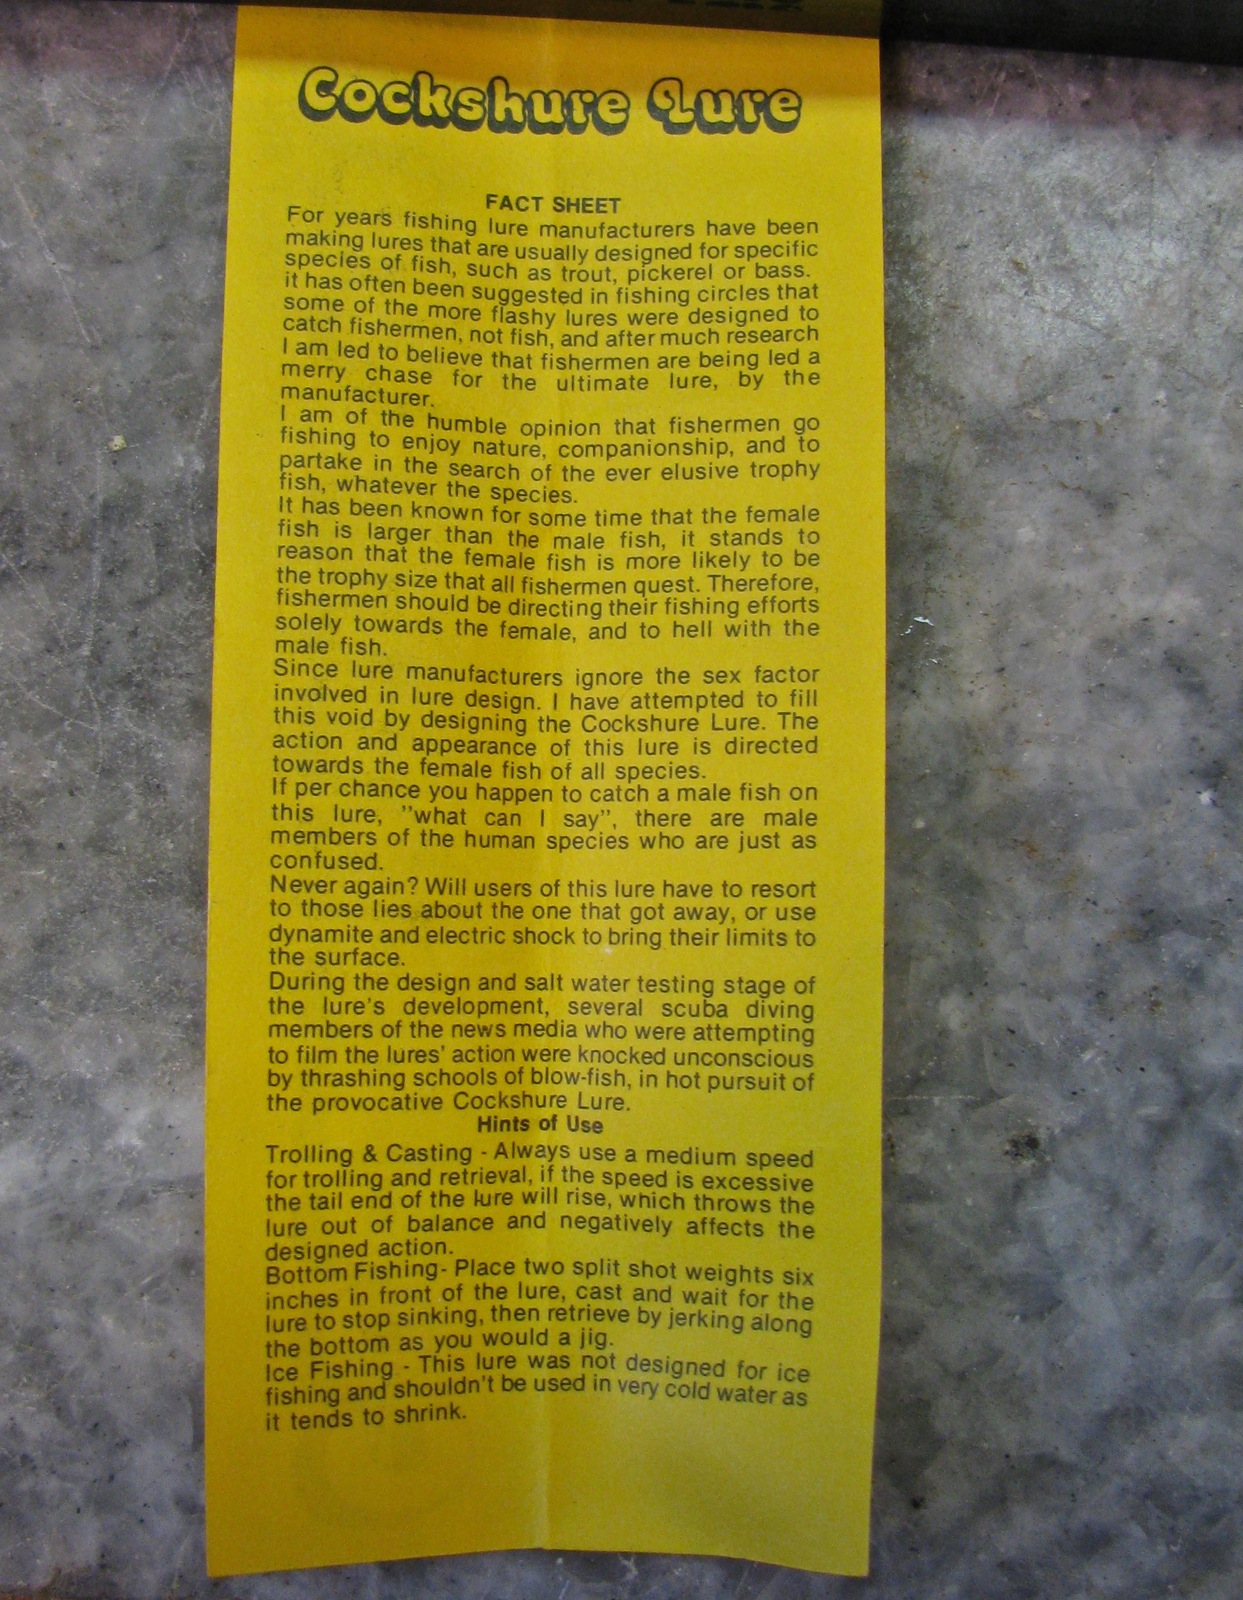 Cockshure Lure
FACT SHEET
For years fishing lure manufacturers have been
making lures that are usually designed for specific
species of fish, such as trout, pickerel or bass.
it has often been suggested in fishing circles that
some of the more flashy lures were designed to
catch fishermen, not fish, and after much research
I am led to believe that fishermen are being led a
merry chase for the ultimate lure, by the
manufacturer.
I am of the humble opinion that fishermen go
fishing to enjoy nature, companionship, and to
partake in the search of the ever elusive trophy
fish, whatever the species.
It has been known for some time that the female
fish is larger than the male fish, it stands to
reason that the female fish is more likely to be
the trophy size that all fishermen quest. Therefore,
fishermen should be directing their fishing efforts
solely towards the female, and to hell with the
male fish.
Since lure manufacturers ignore the sex factor
involved in lure design. I have attempted to fill
this void by designing the Cockshure Lure. The
action and appearance of this lure is directed
towards the female fish of all species.
If per chance you happen to catch a male fish on
this lure, "what can I say", there are male
members of the human species who are just as
confused.
Never again? Will users of this lure have to resort
to those lies about the one that got away, or use
dynamite and electric shock to bring their limits to
the surface.
During the design and salt water testing stage of
the lure's development, several scuba diving
members of the news media who were attempting
to film the lures' action were knocked unconscious
by thrashing schools of blow-fish, in hot pursuit of
the provocative Cockshure Lure.
Hints of Use
Trolling & Casting - Always use a medium speed
for trolling and retrieval, if the speed is excessive
the tail end of the lure will rise, which throws the
lure out of balance and negatively affects the
designed action.
Bottom Fishing- Place two split shot weights six
inches in front of the lure, cast and wait for the
lure to stop sinking, then retrieve by jerking along
the bottom as you would a jig.
Ice Fishing - This lure was not designed for ice
fishing and shouldn't be used in very cold water as
it tends to shrink.